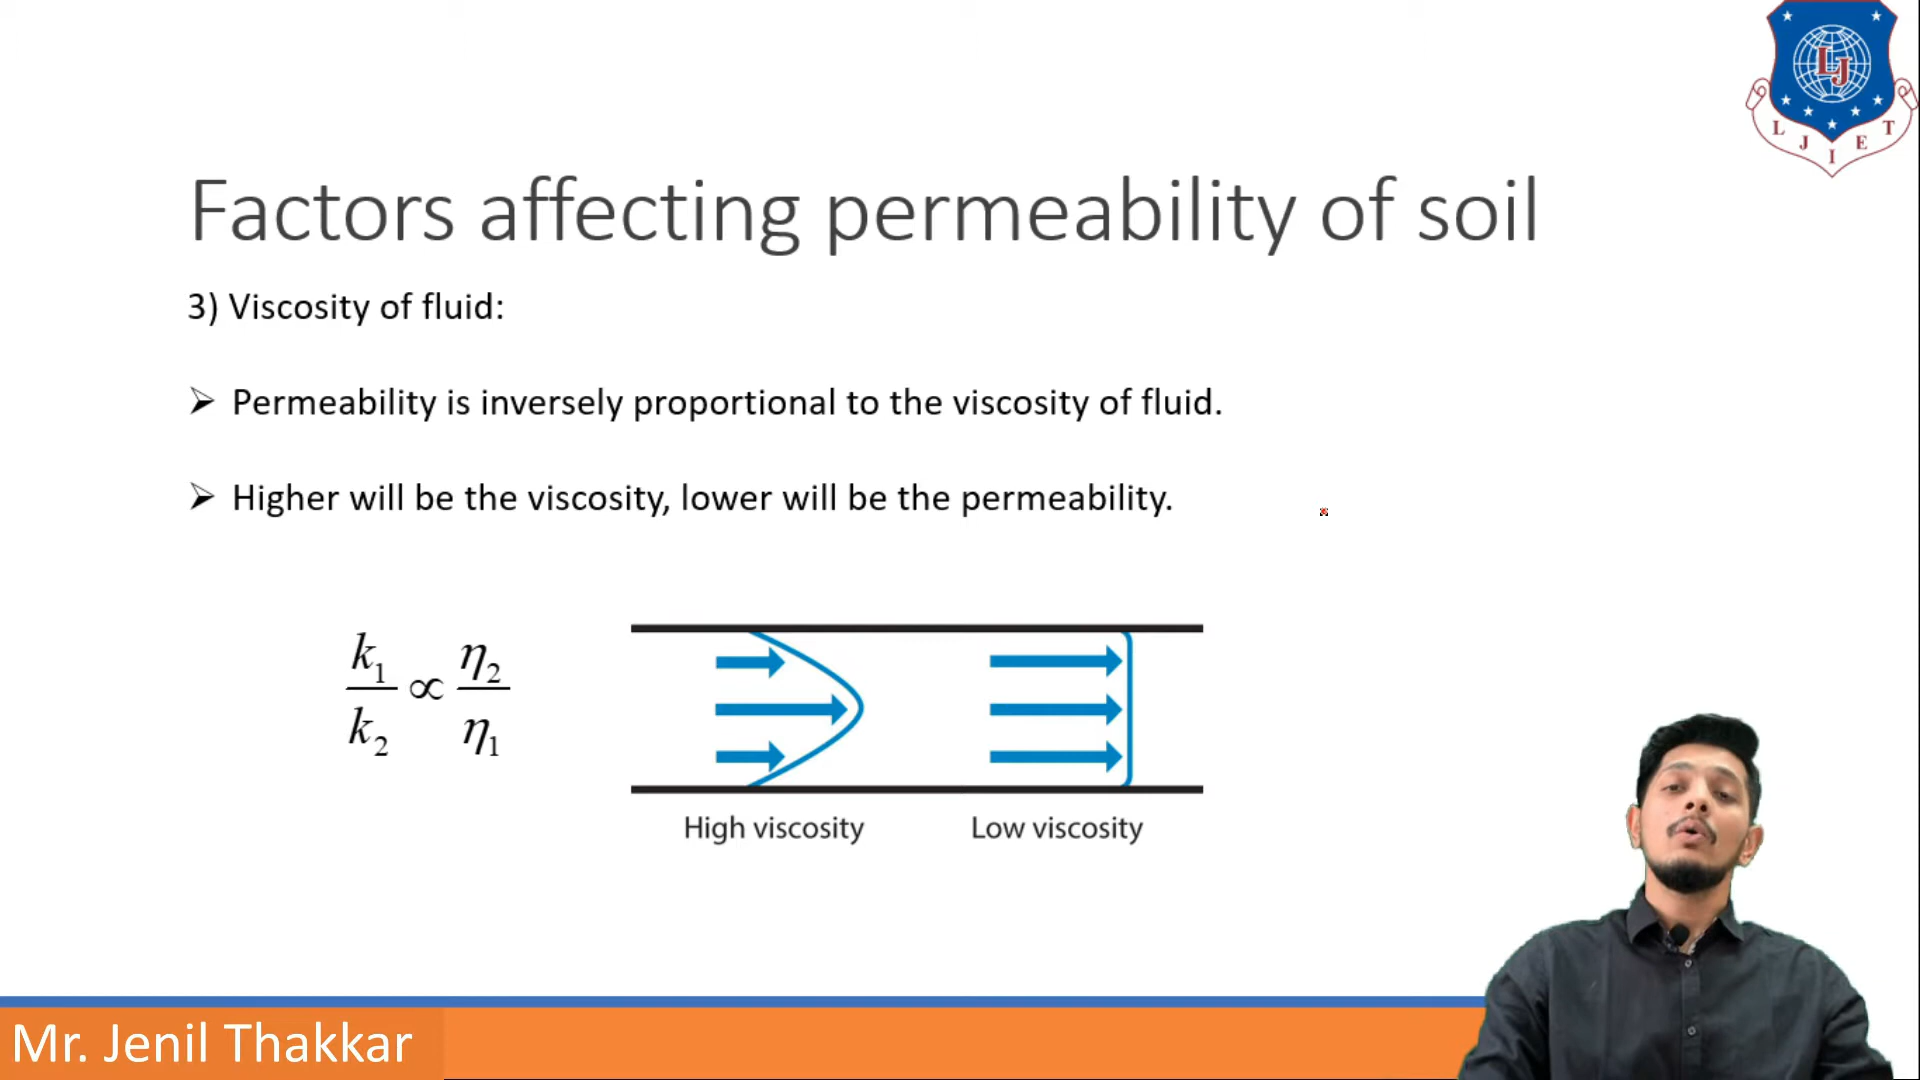 LJ
L J I E T
Factors affecting permeability of soil
3) Viscosity of fluid:
➢ Permeability is inversely proportional to the viscosity of fluid.
➢ Higher will be the viscosity, lower will be the permeability.
k₁/k₂ ∝ η₂/η₁
High viscosity
Low viscosity
Mr. Jenil Thakkar